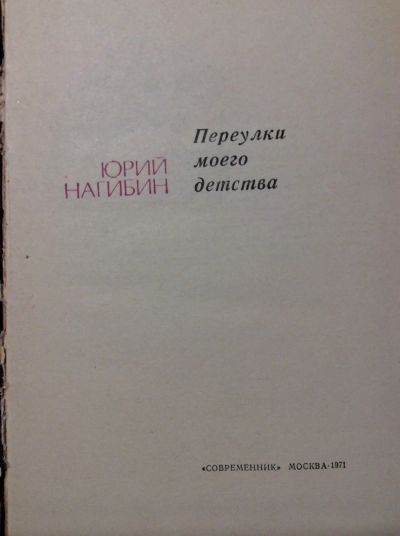 ЮРИЙ
НАГИБИН
Переулки
моего
детства
«СОВРЕМЕННИК» МОСКВА-1971